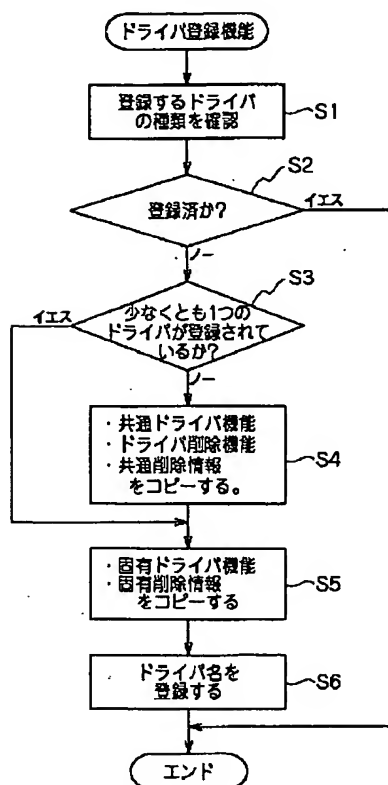 ドライバ登録機能
登録するドライバ
の種類を確認
S1
S2
登録済か?
イエス
ノー
S3
イエス
少なくとも1つの
ドライバが登録されて
いるか?
ノー
・共通ドライバ機能
・ドライバ削除機能
・共通削除情報
をコピーする。
S4
・固有ドライバ機能
・固有削除情報
をコピーする
S5
ドライバ名を
登録する
S6
エンド